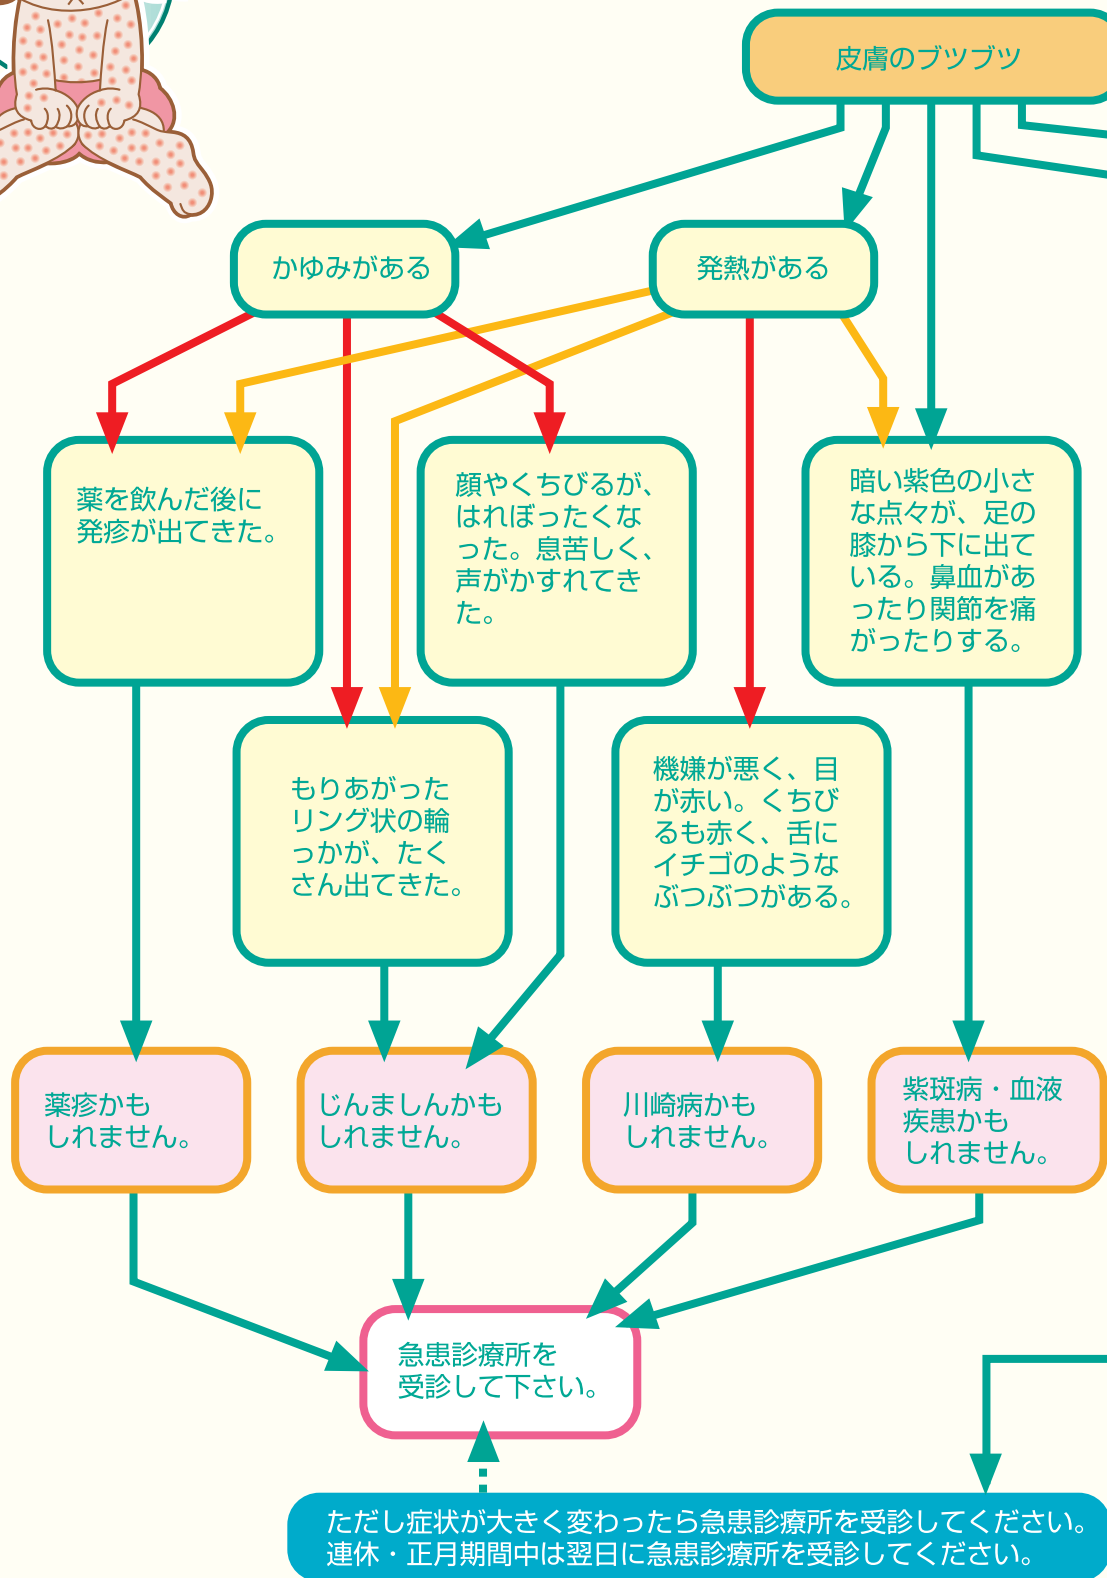 皮膚のブツブツ
かゆみがある
発熱がある
薬を飲んだ後に
発疹が出てきた。
顔やくちびるが、
はれぼったくな
った。息苦しく、
声がかすれてき
た。
暗い紫色の小さ
な点々が、足の
膝から下に出て
いる。鼻血があ
ったり関節を痛
がったりする。
もりあがった
リング状の輪
っかが、たく
さん出てきた。
機嫌が悪く、目
が赤い。くちび
るも赤く、舌に
イチゴのような
ぶつぶつがある。
薬疹かも
しれません。
じんましんかも
しれません。
川崎病かも
しれません。
紫斑病・血液
疾患かも
しれません。
急患診療所を
受診して下さい。
ただし症状が大きく変わったら急患診療所を受診してください。
連休・正月期間中は翌日に急患診療所を受診してください。